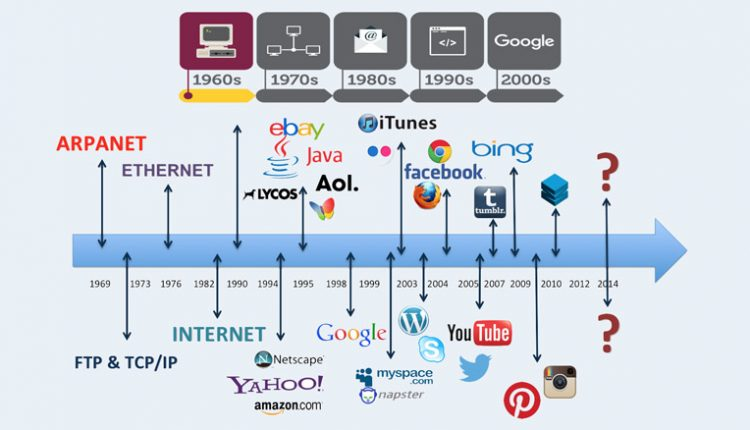 Google
1960s 1970s 1980s 1990s 2000s
ARPANET
ETHERNET
ebay
Java
LYCOS
Aol.
iTunes
facebook
bing
t
tumblr.
?
1969 1973 1976 1982 1990 1994 1995 1998 1999 2003 2004 2005 2007 2010 2012 2014
FTP & TCP/IP
INTERNET
Netscape
YAHOO!
amazon.com
Google
myspace
.com
napster
W
S
YouTube
?